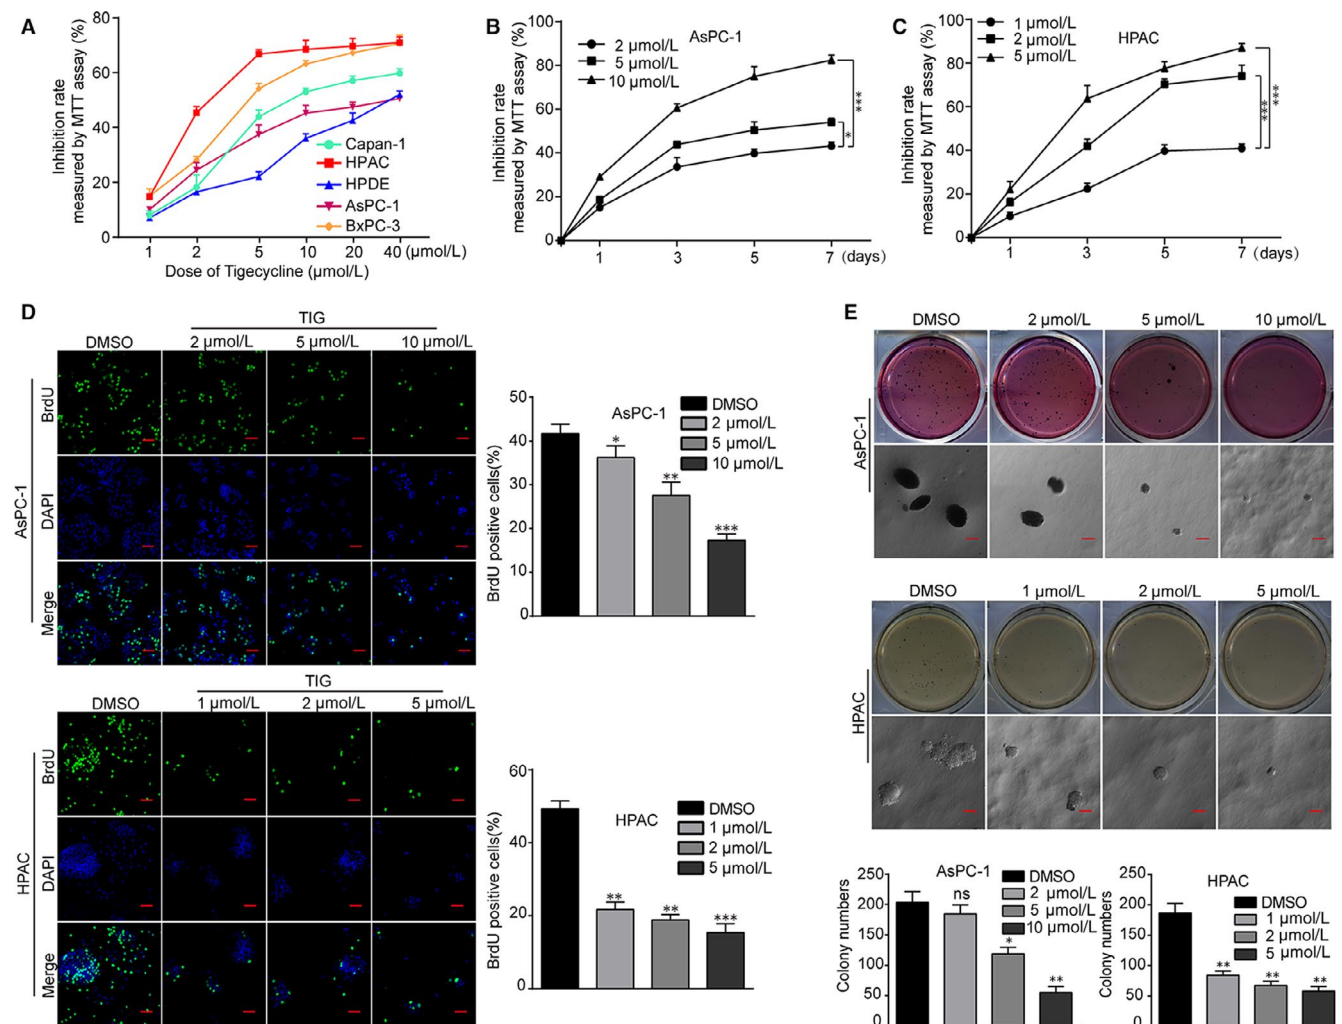 A
80
60
40
20
0
Inhibition rate
measured by MTT assay (%)
Capan-1
HPAC
HPDE
AsPC-1
BxPC-3
1 2 5 10 20 40 (µmol/L)
Dose of Tigecycline (µmol/L)
B
AsPC-1
100
80
60
40
20
0
Inhibition rate
measured by MTT assay (%)
2 µmol/L
5 µmol/L
10 µmol/L
***
*
1 3 5 7 (days)
C
HPAC
100
80
60
40
20
0
Inhibition rate
measured by MTT assay (%)
1 µmol/L
2 µmol/L
5 µmol/L
***
***
1 3 5 7 (days)
D
TIG
DMSO 2 µmol/L 5 µmol/L 10 µmol/L
AsPC-1
BrdU
DAPI
Merge
AsPC-1
50
40
30
20
10
0
BrdU positive cells(%)
DMSO
2 µmol/L
5 µmol/L
10 µmol/L
* ** ***
TIG
DMSO 1 µmol/L 2 µmol/L 5 µmol/L
HPAC
BrdU
DAPI
Merge
HPAC
60
40
20
0
BrdU positive cells(%)
DMSO
1 µmol/L
2 µmol/L
5 µmol/L
** ** ***
E
DMSO 2 µmol/L 5 µmol/L 10 µmol/L
AsPC-1
DMSO 1 µmol/L 2 µmol/L 5 µmol/L
HPAC
AsPC-1
250
200
150
100
50
0
Colony numbers
DMSO
2 µmol/L
5 µmol/L
10 µmol/L
ns * **
HPAC
250
200
150
100
50
0
Colony numbers
DMSO
1 µmol/L
2 µmol/L
5 µmol/L
** ** **